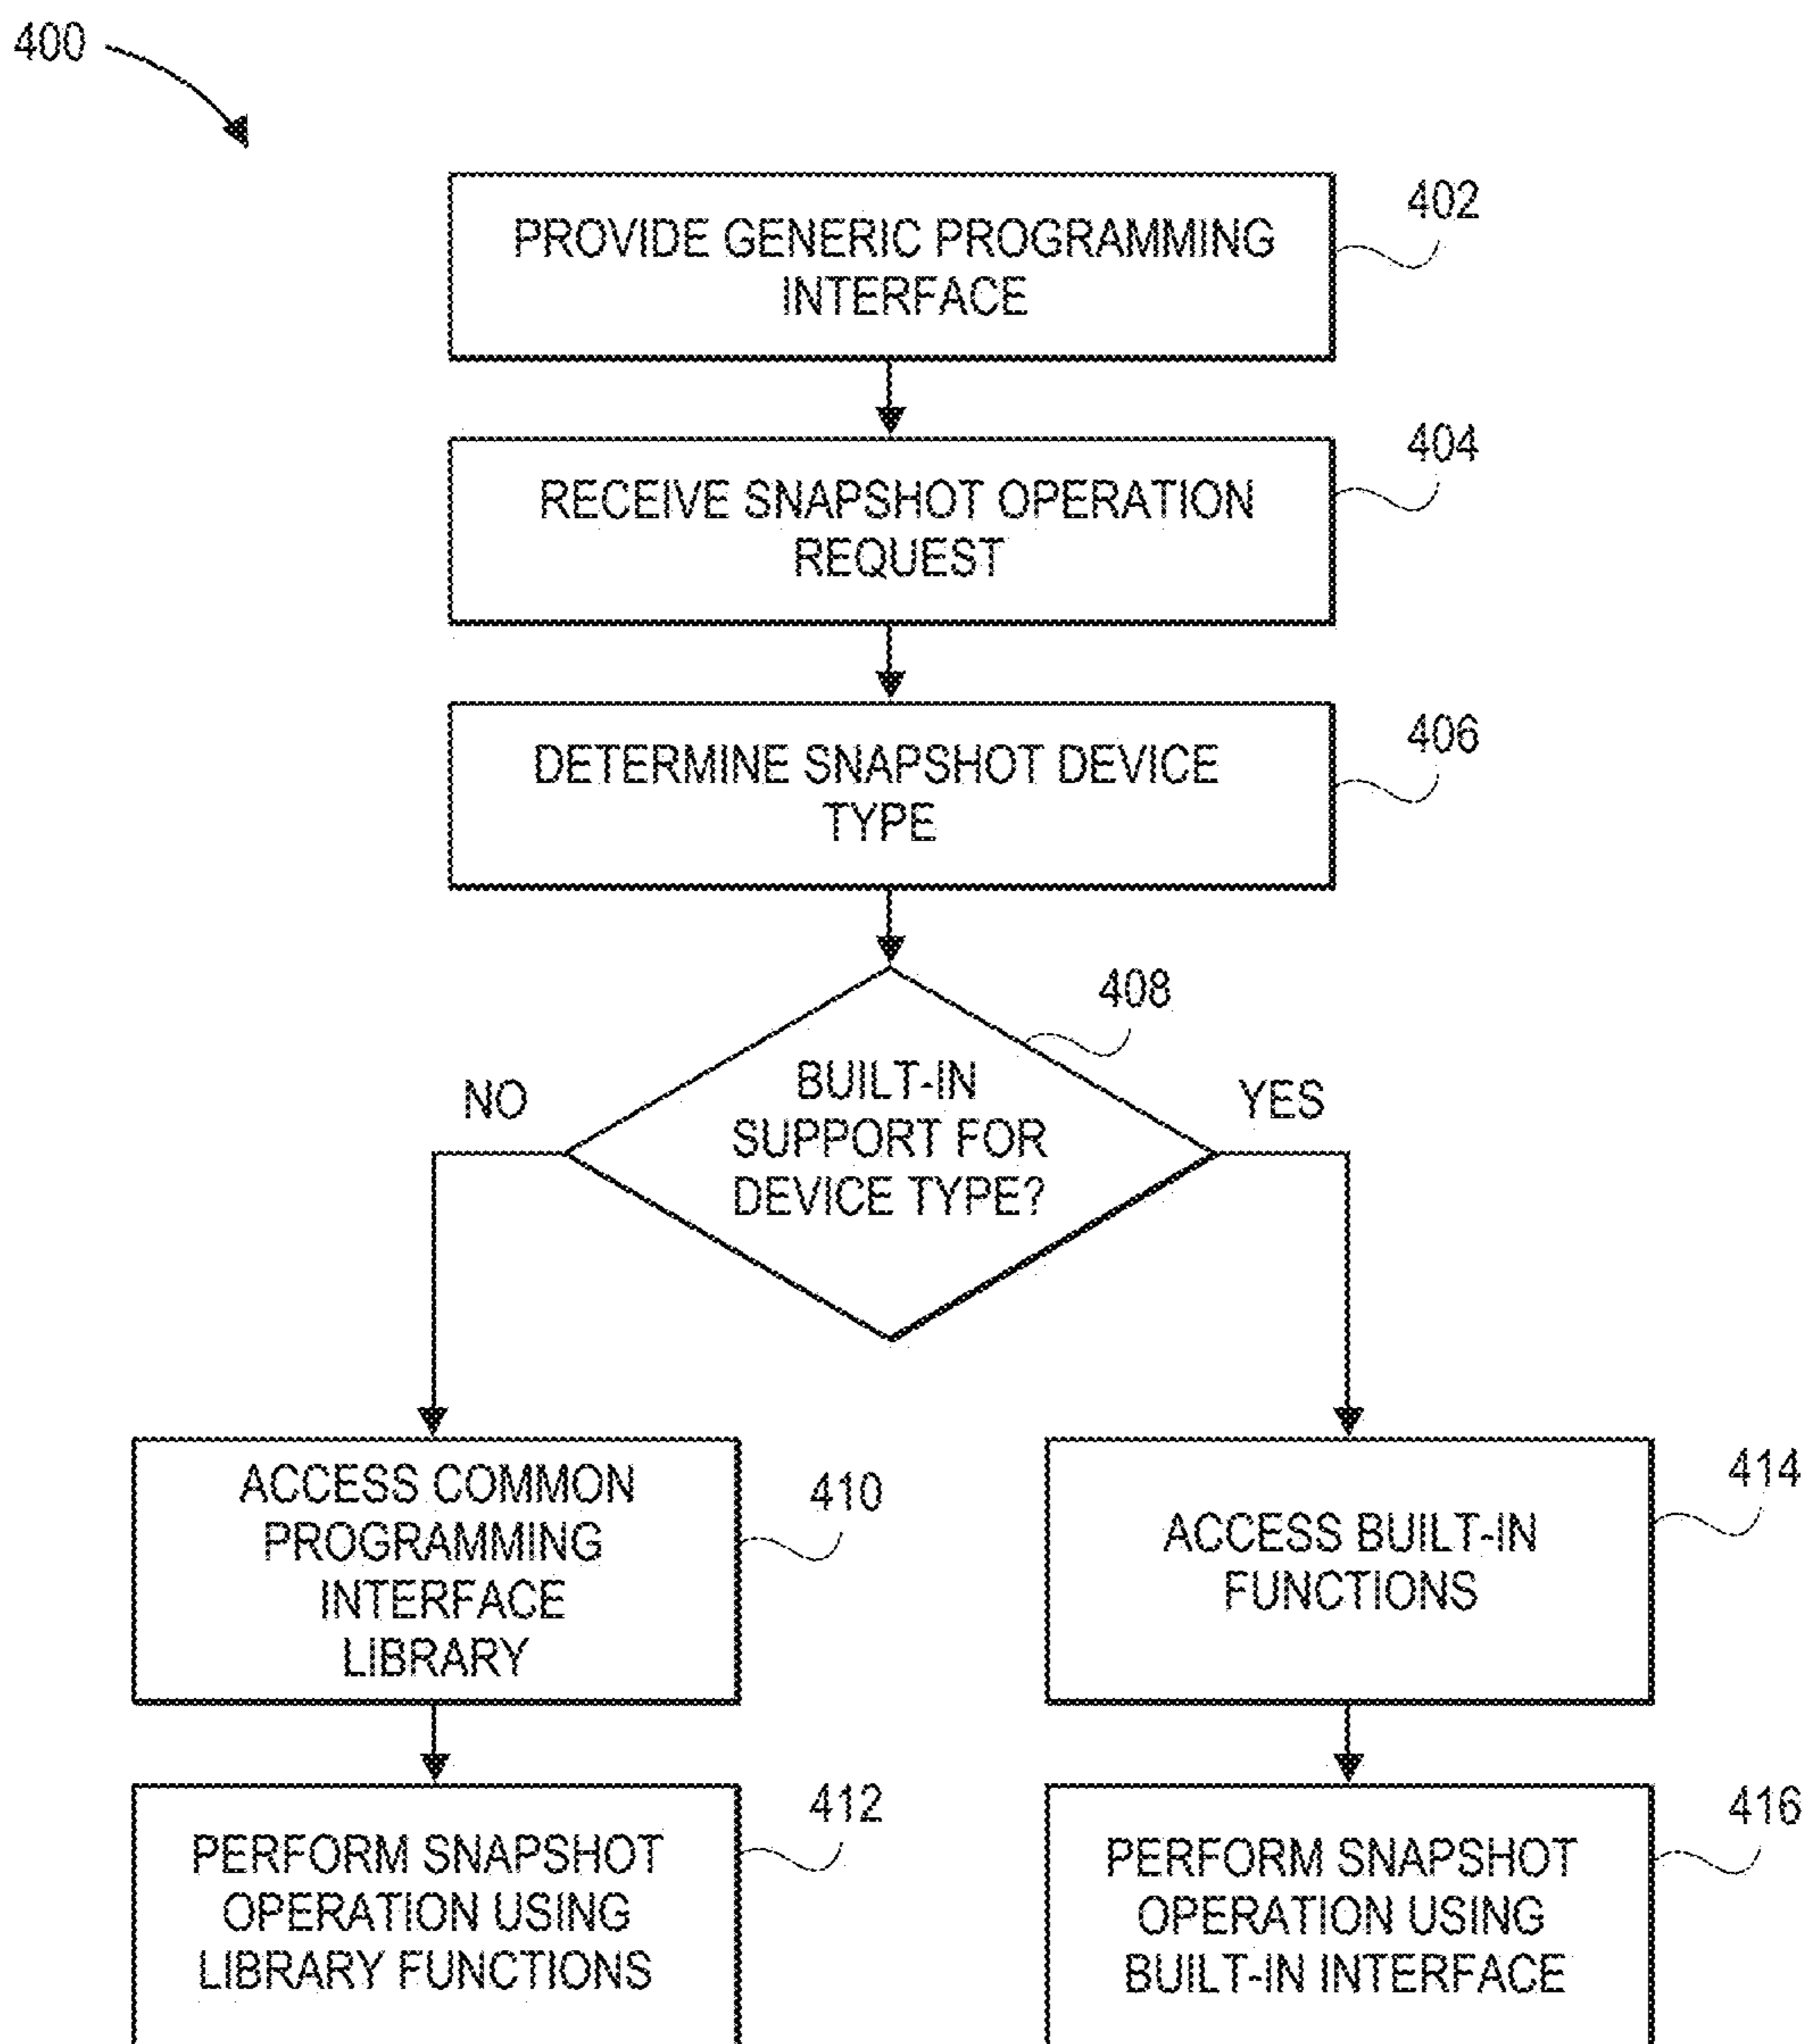 400
PROVIDE GENERIC PROGRAMMING
INTERFACE
402
RECEIVE SNAPSHOT OPERATION
REQUEST
404
DETERMINE SNAPSHOT DEVICE
TYPE
406
BUILT-IN
SUPPORT FOR
DEVICE TYPE?
408
NO
YES
ACCESS COMMON
PROGRAMMING
INTERFACE
LIBRARY
410
PERFORM SNAPSHOT
OPERATION USING
LIBRARY FUNCTIONS
412
ACCESS BUILT-IN
FUNCTIONS
414
PERFORM SNAPSHOT
OPERATION USING
BUILT-IN INTERFACE
416